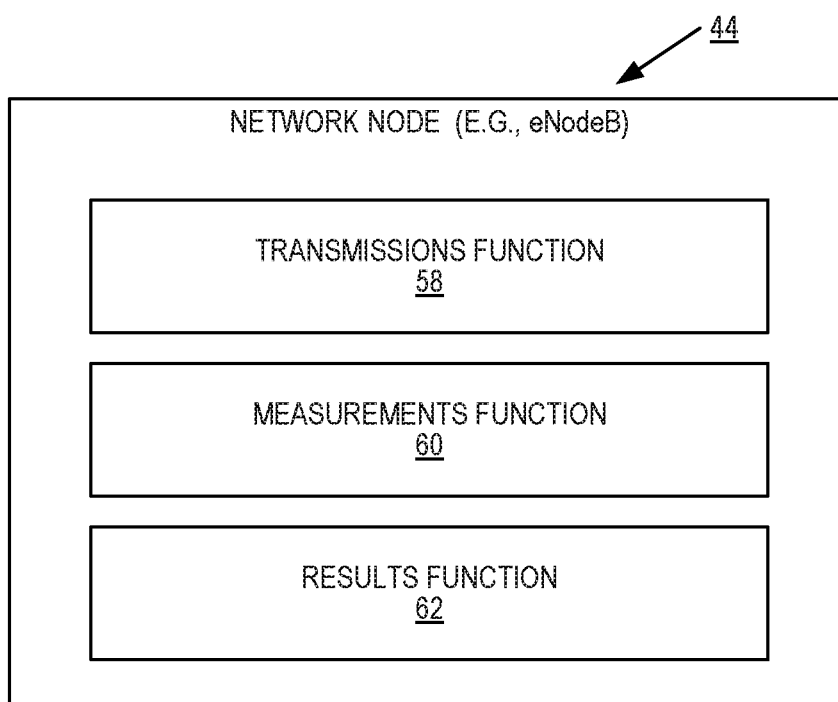 44
NETWORK NODE (E.G., eNodeB)
TRANSMISSIONS FUNCTION
58
MEASUREMENTS FUNCTION
60
RESULTS FUNCTION
62